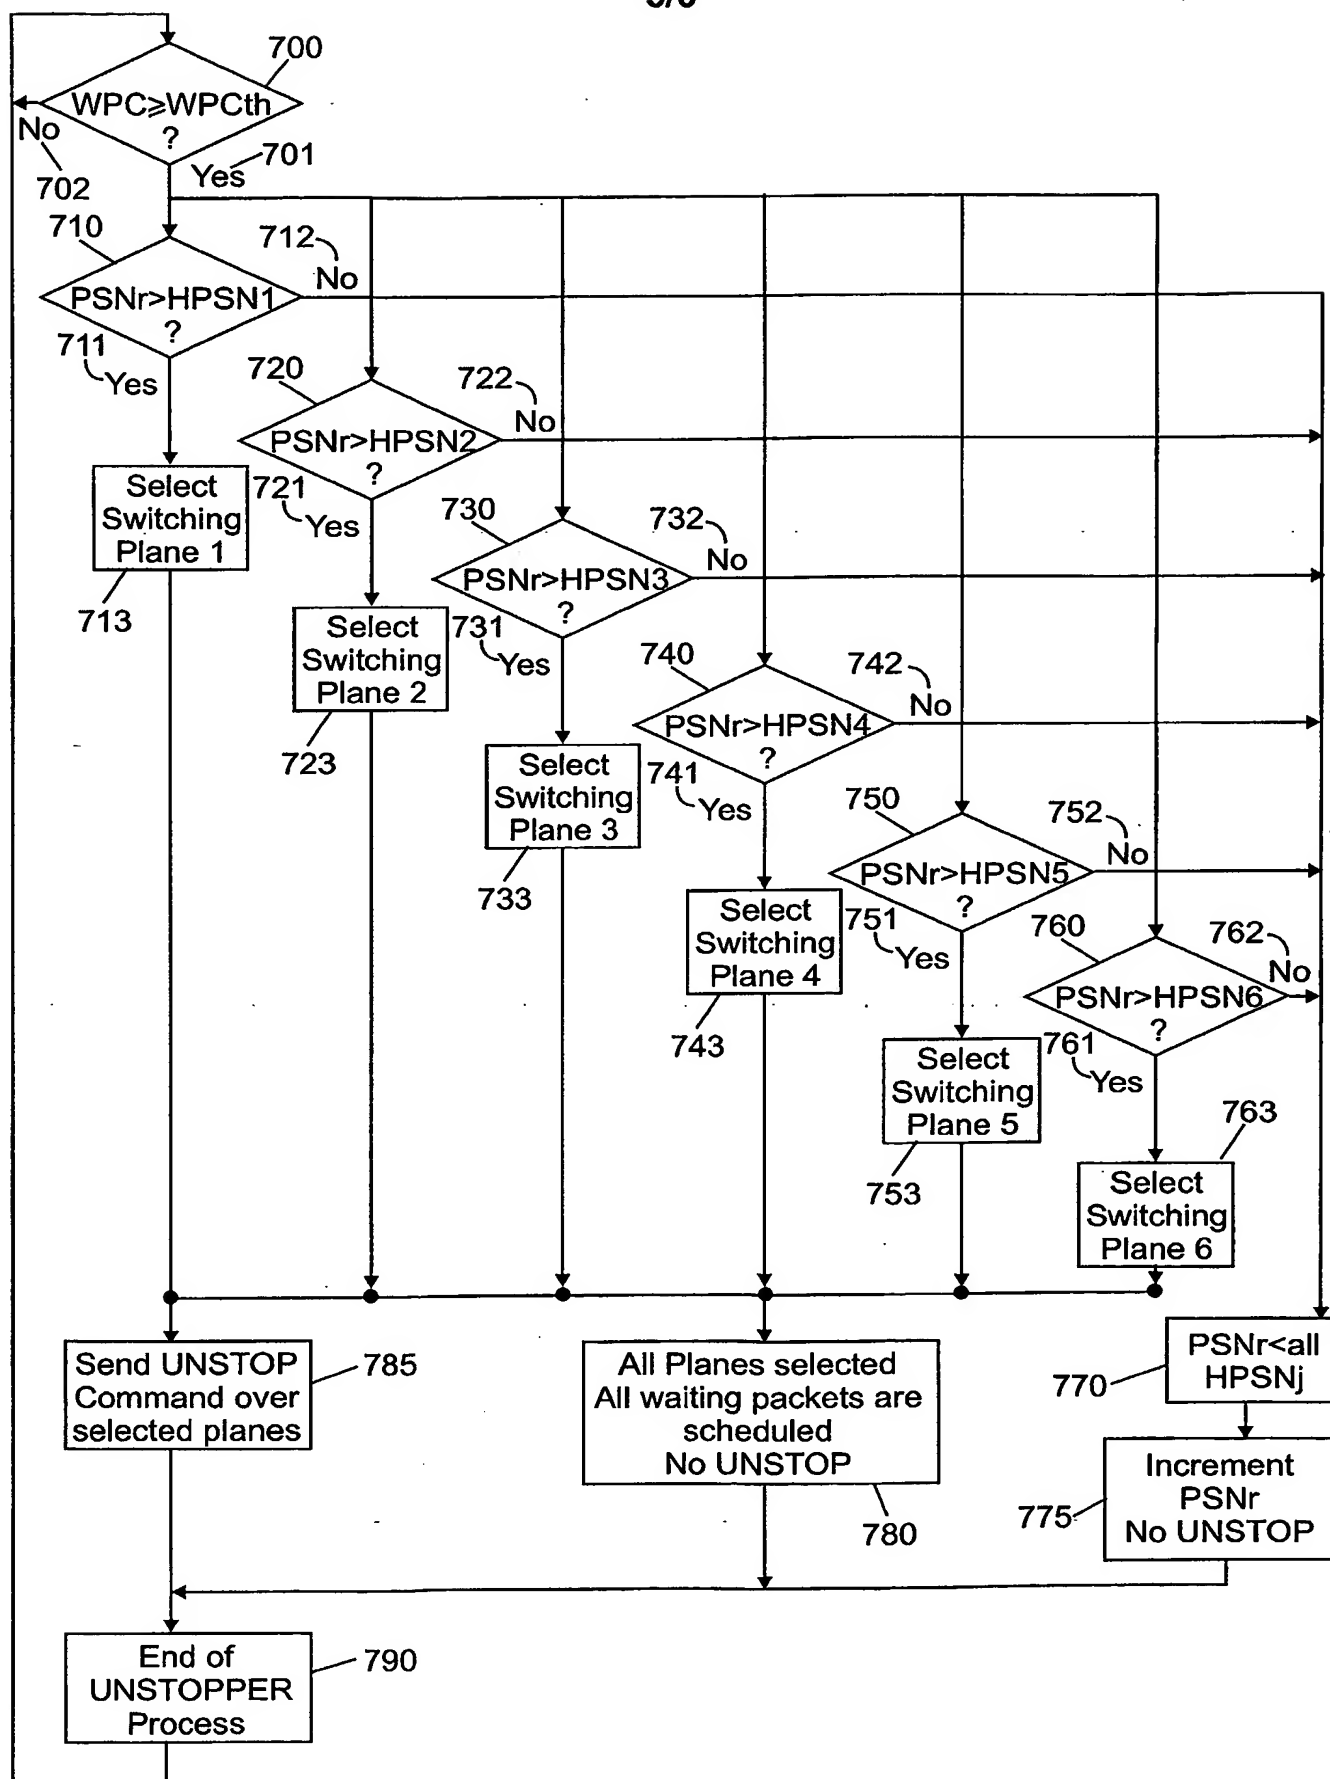 700
WPC≥WPCth
?
No
702
Yes
701
710
712
No
PSNr>HPSN1
?
711
Yes
720
722
No
PSNr>HPSN2
?
Select
Switching
Plane 1
713
721
Yes
730
732
No
PSNr>HPSN3
?
Select
Switching
Plane 2
723
731
Yes
740
742
No
PSNr>HPSN4
?
Select
Switching
Plane 3
733
741
Yes
750
752
No
PSNr>HPSN5
?
Select
Switching
Plane 4
743
751
Yes
760
762
No
PSNr>HPSN6
?
Select
Switching
Plane 5
753
761
Yes
763
Select
Switching
Plane 6
Send UNSTOP
Command over
selected planes
785
All Planes selected
All waiting packets are
scheduled
No UNSTOP
780
PSNr<all
HPSNj
770
Increment
PSNr
No UNSTOP
775
End of
UNSTOPPER
Process
790